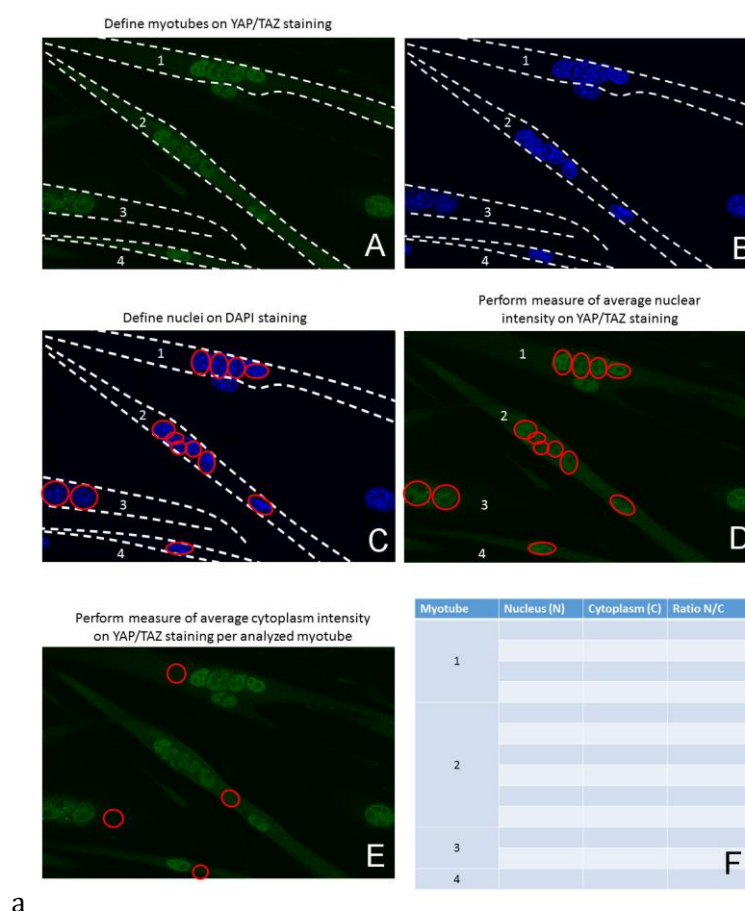 Define myotubes on YAP/TAZ staining
1
2
3
4
A
1
2
3
4
B
Define nuclei on DAPI staining
1
2
3
4
C
Perform measure of average nuclear
intensity on YAP/TAZ staining
1
2
3
4
D
Perform measure of average cytoplasm intensity
on YAP/TAZ staining per analyzed myotube
E
Myotube Nucleus (N) Cytoplasm (C) Ratio N/C
1
2
3
4
F
a